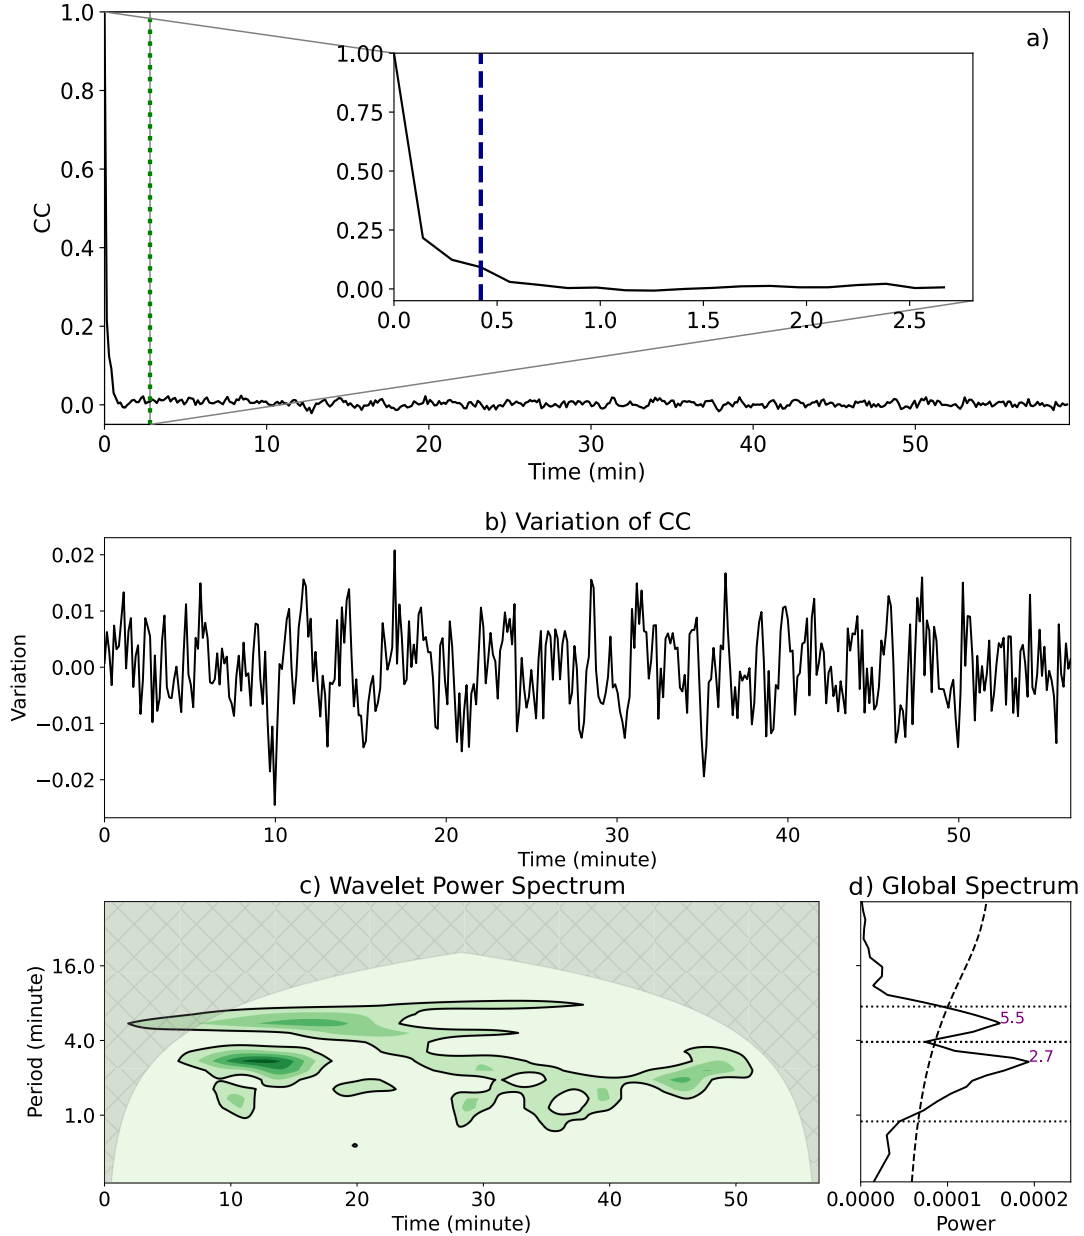 a)
1.0
0.8
0.6
0.4
0.2
0.0
CC
1.00
0.75
0.50
0.25
0.00
0.0 0.5 1.0 1.5 2.0 2.5
0 10 20 30 40 50
Time (min)
b) Variation of CC
0.02
0.01
0.00
−0.01
−0.02
Variation
0 10 20 30 40 50
Time (minute)
c) Wavelet Power Spectrum
16.0
4.0
1.0
Period (minute)
0 10 20 30 40 50
Time (minute)
d) Global Spectrum
5.5
2.7
0.0000 0.0001 0.0002
Power